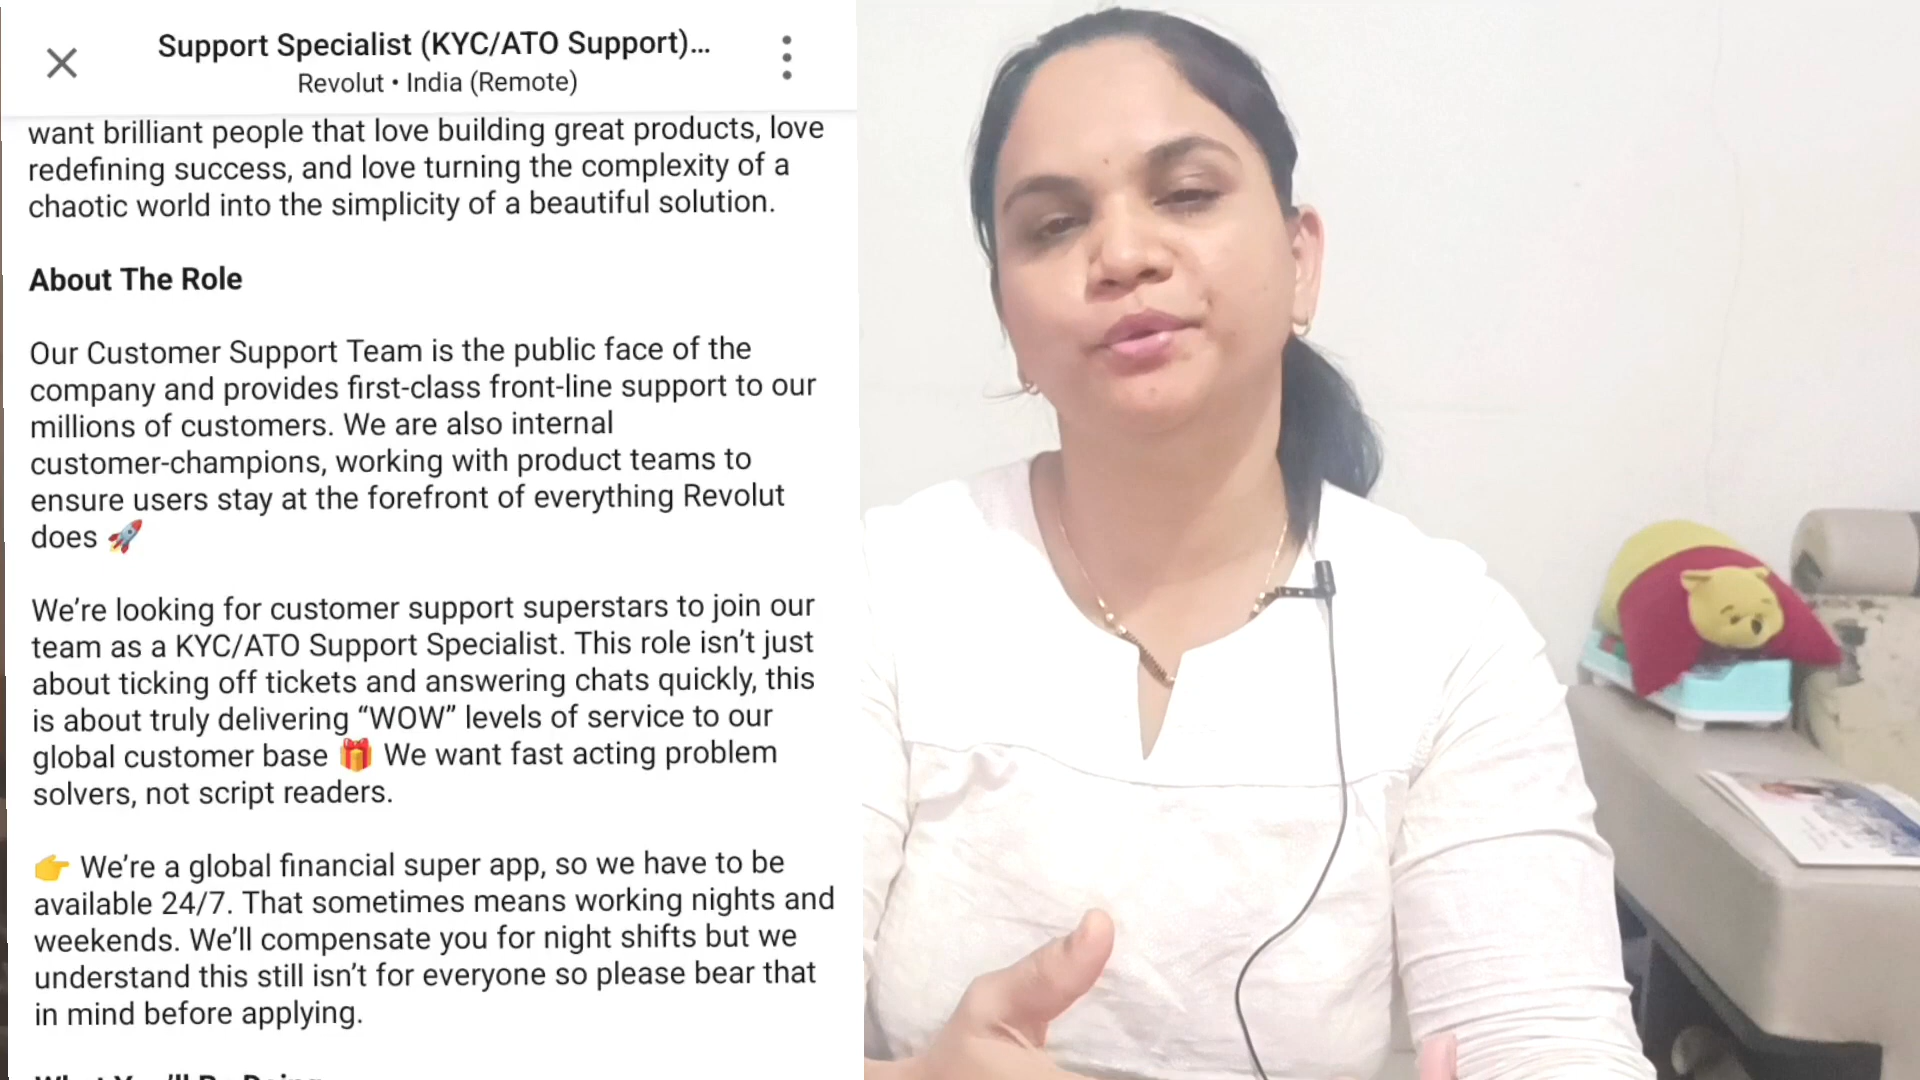 Support Specialist (KYC/ATO Support)...
Revolut • India (Remote)
want brilliant people that love building great products, love
redefining success, and love turning the complexity of a
chaotic world into the simplicity of a beautiful solution.
About The Role
Our Customer Support Team is the public face of the
company and provides first-class front-line support to our
millions of customers. We are also internal
customer-champions, working with product teams to
ensure users stay at the forefront of everything Revolut
does 🚀
We’re looking for customer support superstars to join our
team as a KYC/ATO Support Specialist. This role isn’t just
about ticking off tickets and answering chats quickly, this
is about truly delivering “WOW” levels of service to our
global customer base 🎁 We want fast acting problem
solvers, not script readers.
👉 We’re a global financial super app, so we have to be
available 24/7. That sometimes means working nights and
weekends. We’ll compensate you for night shifts but we
understand this still isn’t for everyone so please bear that
in mind before applying.